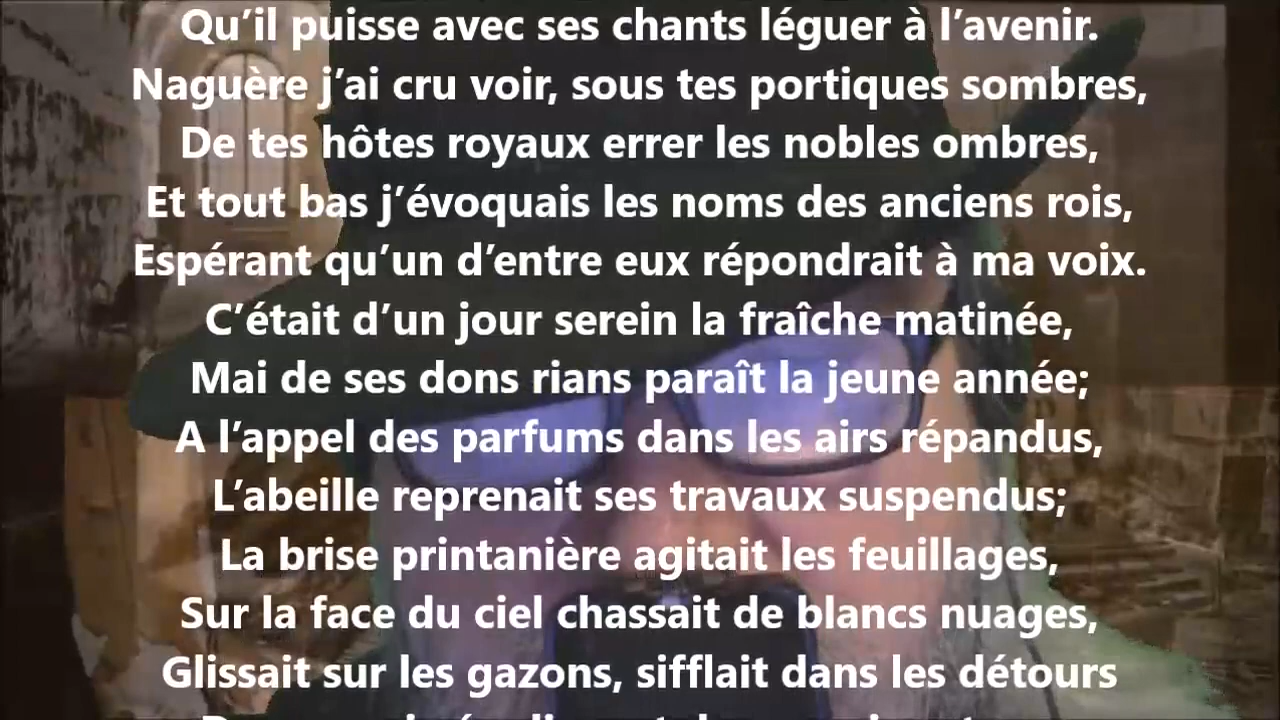 Qu’il puisse avec ses chants léguer à l’avenir.
Naguère j’ai cru voir, sous tes portiques sombres,
De tes hôtes royaux errer les nobles ombres,
Et tout bas j’évoquais les noms des anciens rois,
Espérant qu’un d’entre eux répondrait à ma voix.
C’était d’un jour serein la fraîche matinée,
Mai de ses dons rians paraît la jeune année;
A l’appel des parfums dans les airs répandus,
L’abeille reprenait ses travaux suspendus;
La brise printanière agitait les feuillages,
Sur la face du ciel chassait de blancs nuages,
Glissait sur les gazons, sifflait dans les détours